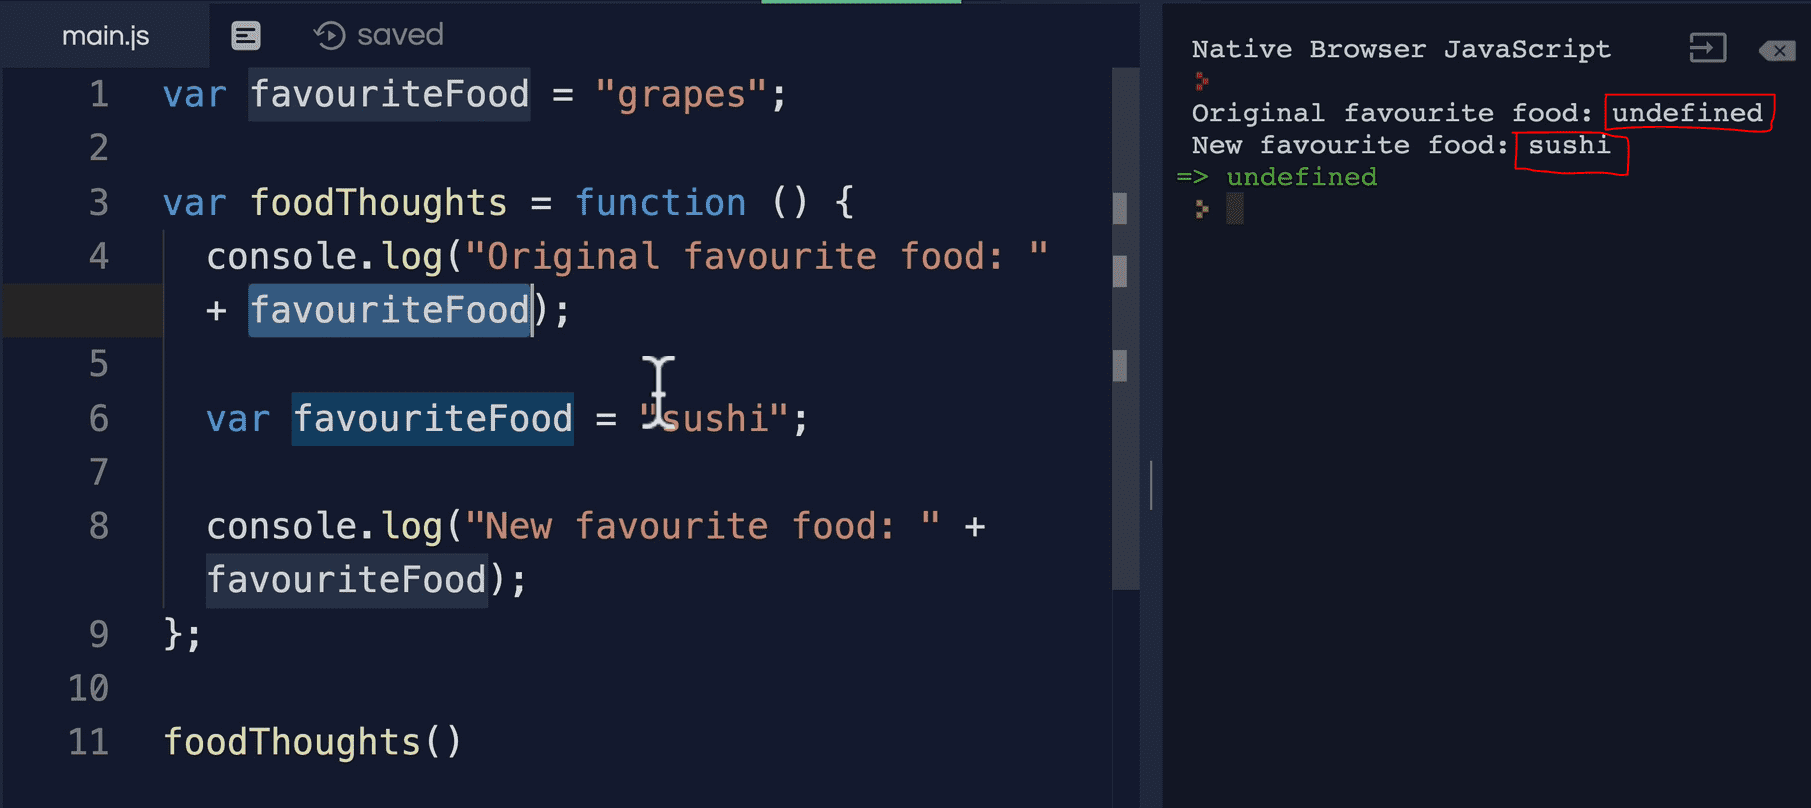 main.js saved
1 var favouriteFood = "grapes";
2
3 var foodThoughts = function () {
4 console.log("Original favourite food: "
+ favouriteFood);
5
6 var favouriteFood = "sushi";
7
8 console.log("New favourite food: " +
favouriteFood);
9 };
10
11 foodThoughts()
Native Browser JavaScript
Original favourite food: undefined
New favourite food: sushi
=> undefined